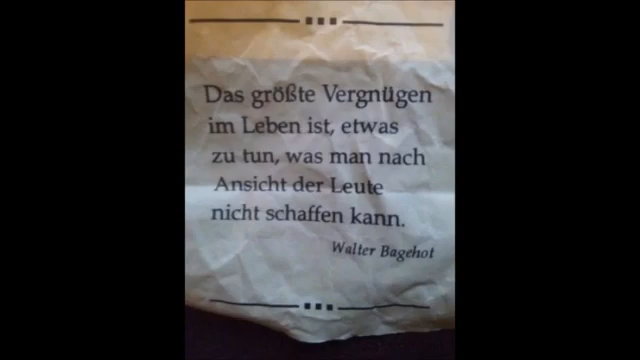 Das größte Vergnügen
im Leben ist, etwas
zu tun, was man nach
Ansicht der Leute
nicht schaffen kann.
Walter Bagehot